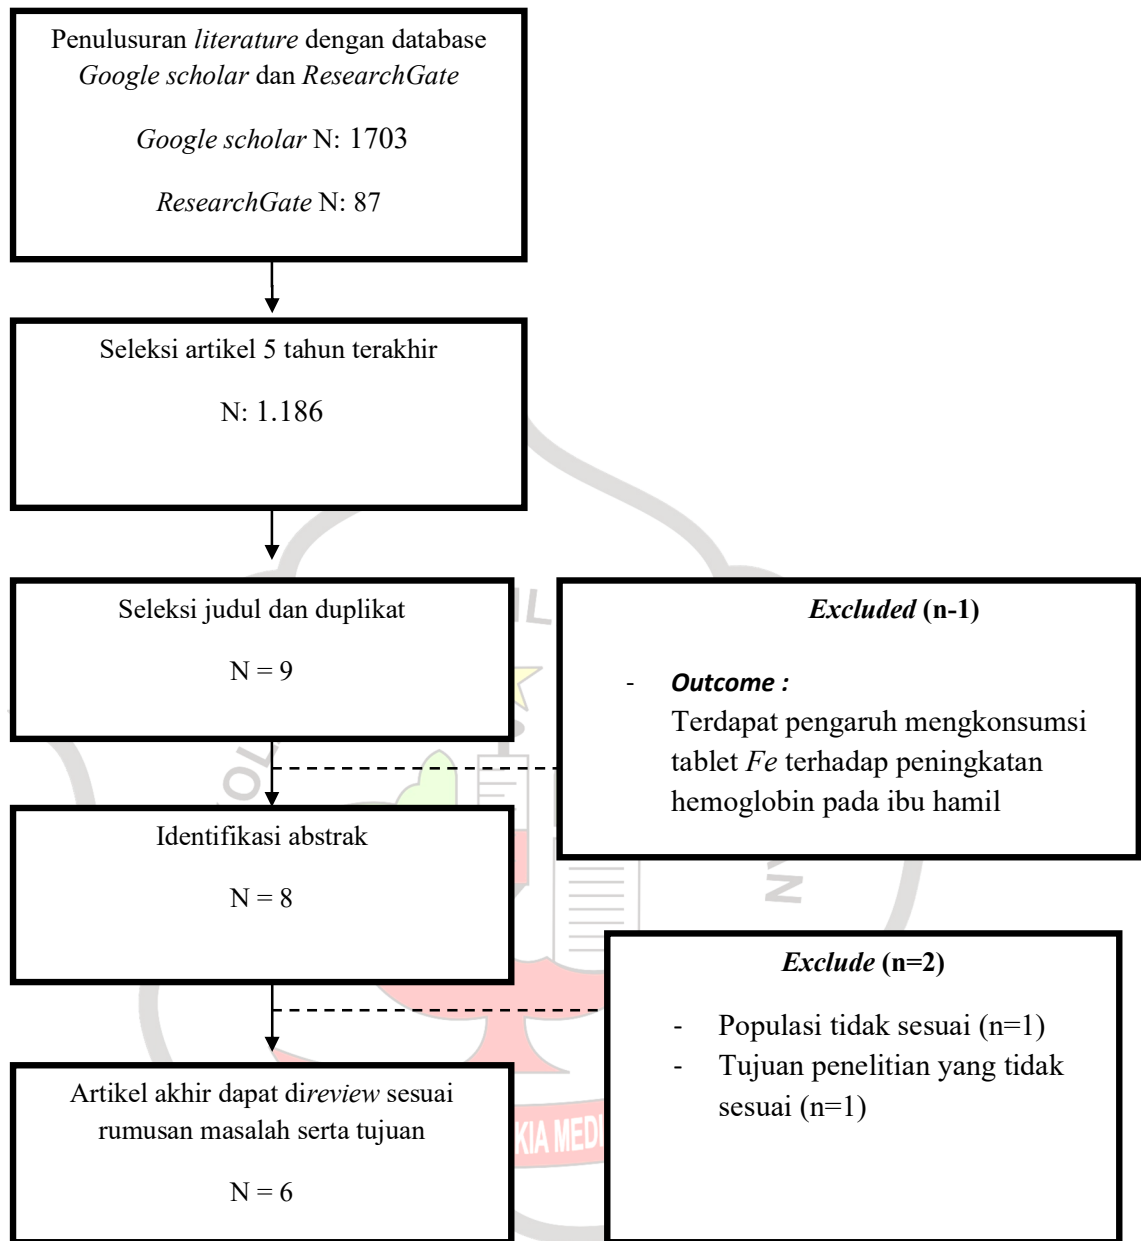 Penulusuran literature dengan database
Google scholar dan ResearchGate
Google scholar N: 1703
ResearchGate N: 87
Seleksi artikel 5 tahun terakhir
N: 1.186
Seleksi judul dan duplikat
N = 9
Excluded (n-1)
- Outcome :
Terdapat pengaruh mengkonsumsi
tablet Fe terhadap peningkatan
hemoglobin pada ibu hamil
Identifikasi abstrak
N = 8
Exclude (n=2)
- Populasi tidak sesuai (n=1)
- Tujuan penelitian yang tidak
sesuai (n=1)
Artikel akhir dapat direview sesuai
rumusan masalah serta tujuan
N = 6